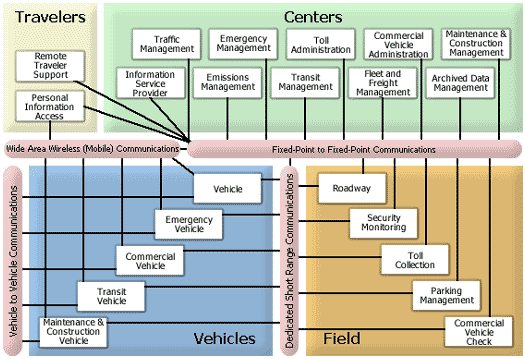 Travelers
Centers
Remote
Traveler
Support
Personal
Information
Access
Traffic
Management
Emergency
Management
Toll
Administration
Commercial
Vehicle
Administration
Maintenance &
Construction
Management
Information
Service
Provider
Emissions
Management
Transit
Management
Fleet and
Freight
Management
Archived Data
Management
Wide Area Wireless (Mobile) Communications
Fixed-Point to Fixed-Point Communications
Vehicle to Vehicle Communications
Vehicle
Emergency
Vehicle
Commercial
Vehicle
Transit
Vehicle
Maintenance &
Construction
Vehicle
Vehicles
Dedicated Short Range Communications
Roadway
Security
Monitoring
Toll
Collection
Parking
Management
Commercial
Vehicle
Check
Field